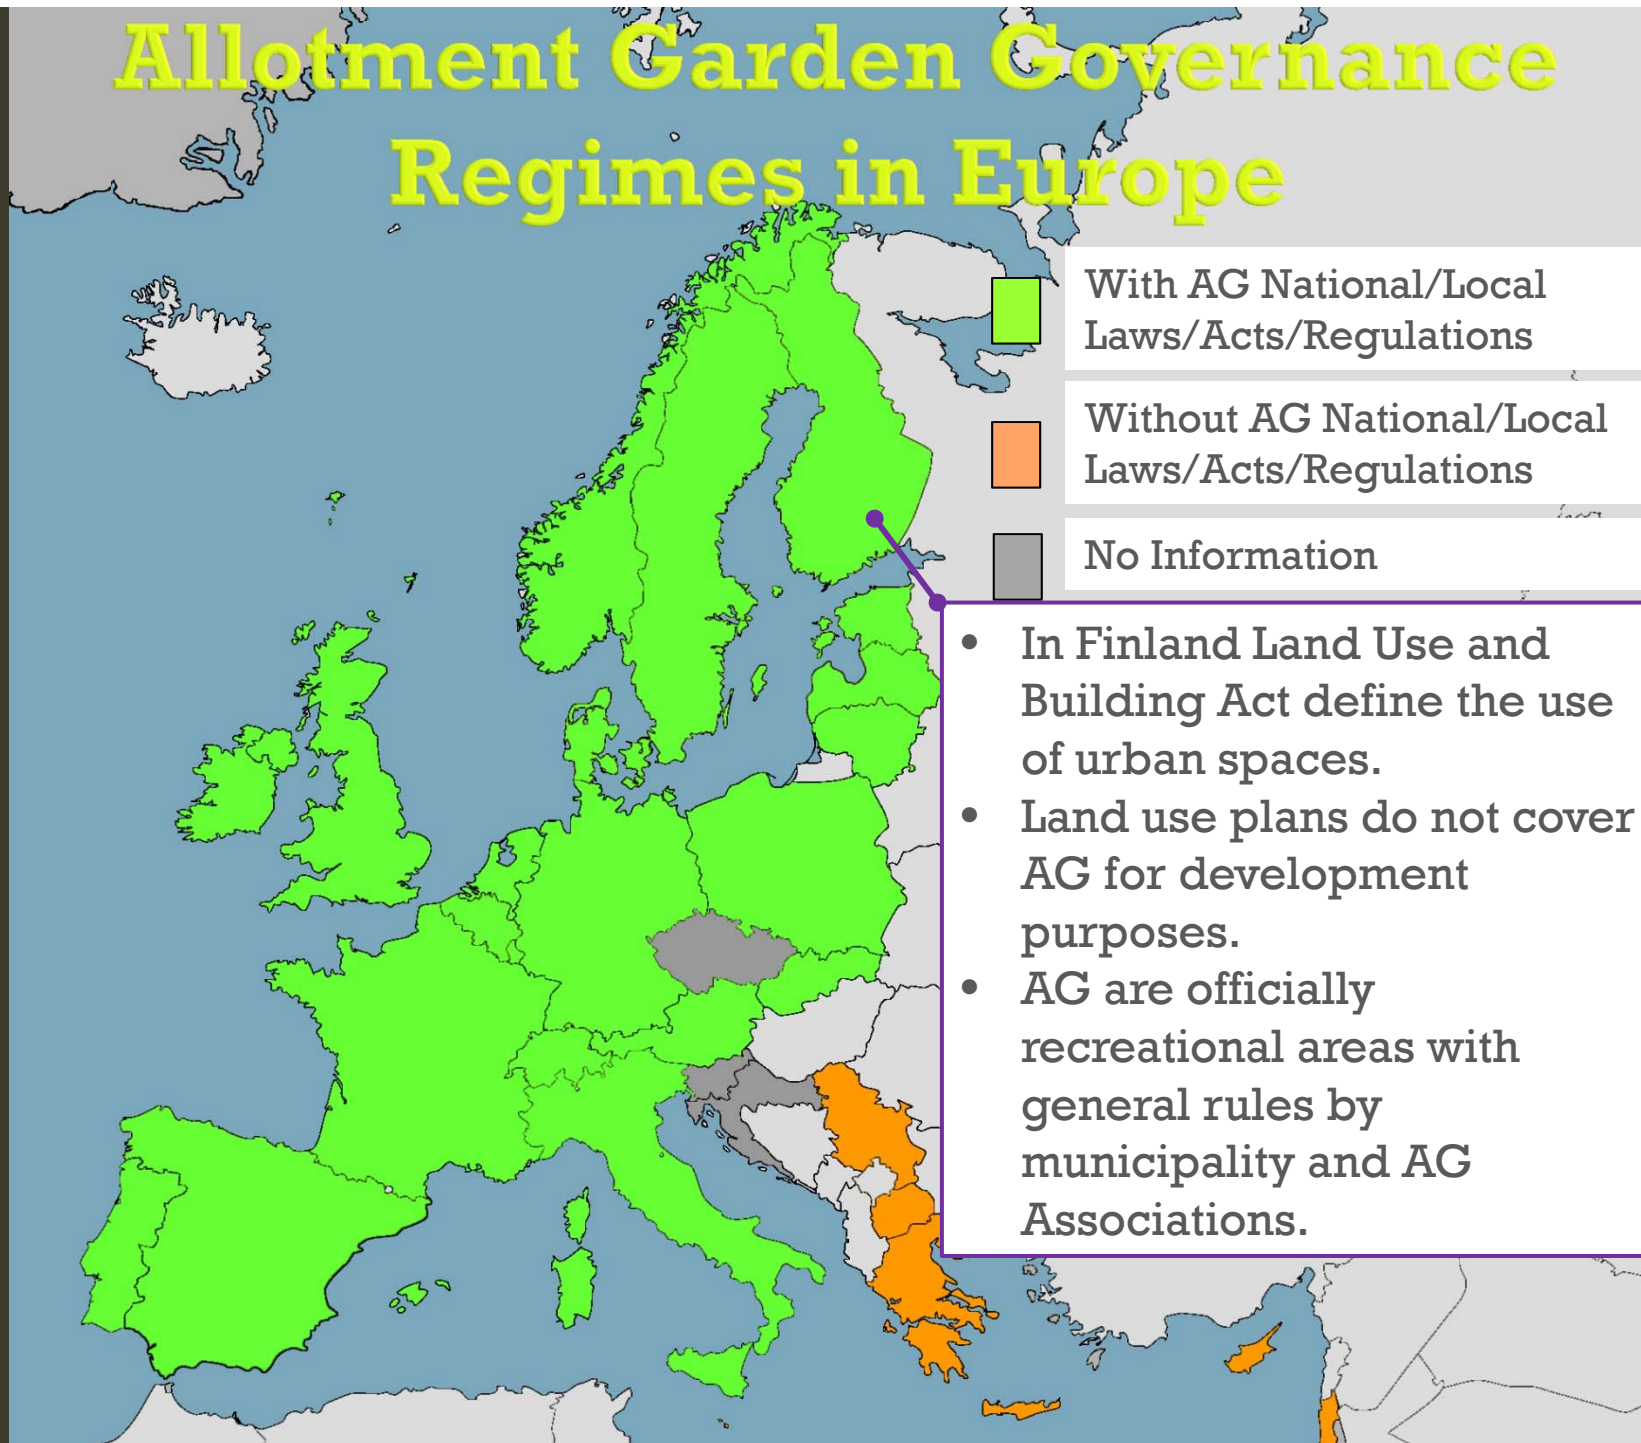 Allotment Garden Governance
Regimes in Europe
With AG National/Local
Laws/Acts/Regulations
Without AG National/Local
Laws/Acts/Regulations
No Information
• In Finland Land Use and
Building Act define the use
of urban spaces.
• Land use plans do not cover
AG for development
purposes.
• AG are officially
recreational areas with
general rules by
municipality and AG
Associations.